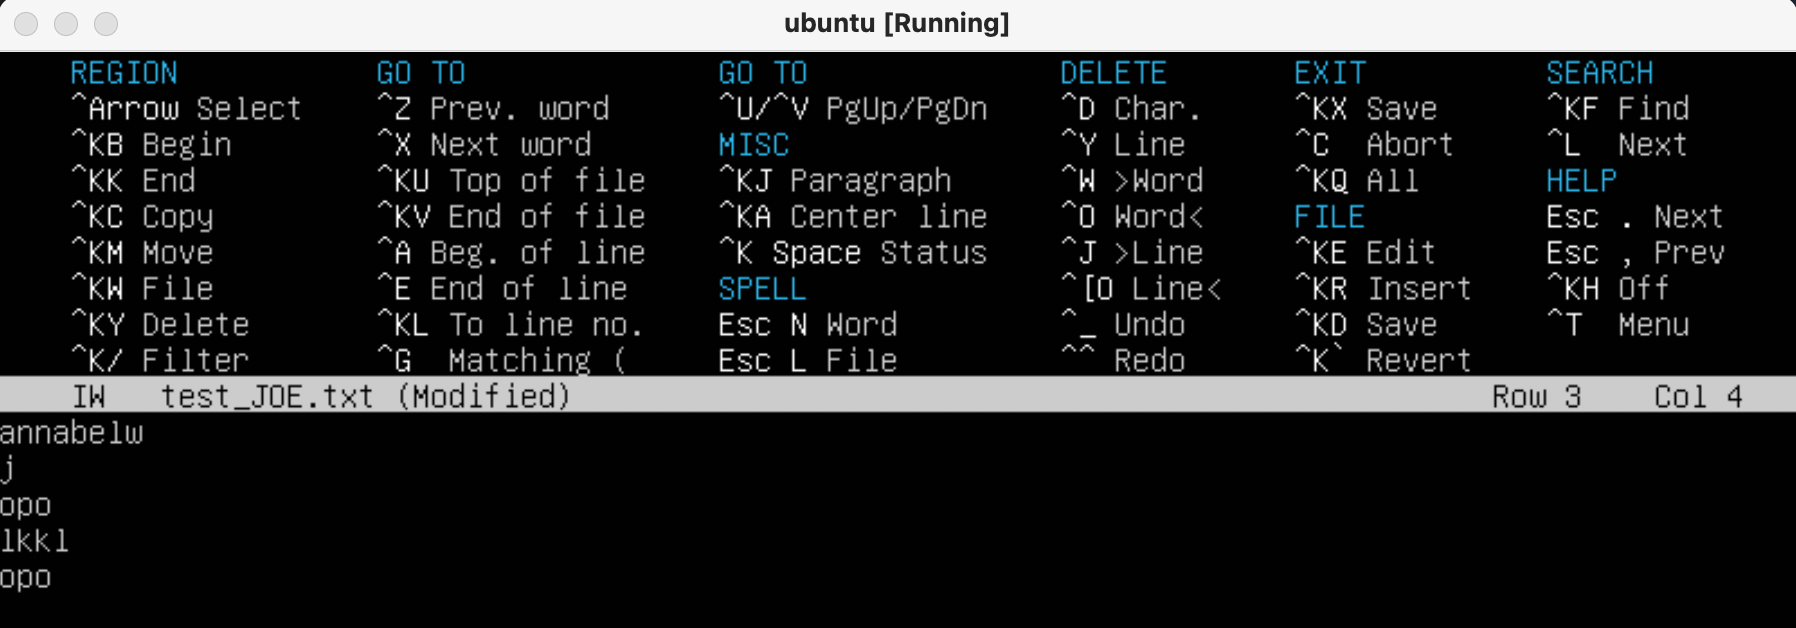 ubuntu [Running]
REGION GO TO GO TO DELETE EXIT SEARCH
^Arrow Select ^Z Prev. word ^U/^V PgUp/PgDn ^D Char. ^KX Save ^KF Find
^KB Begin ^X Next word MISC ^Y Line ^C Abort ^L Next
^KK End ^KU Top of file ^KJ Paragraph ^W >Word ^KQ All HELP
^KC Copy ^KV End of file ^KA Center line ^O Word< FILE Esc . Next
^KM Move ^A Beg. of line ^K Space Status ^J >Line ^KE Edit Esc , Prev
^KW File ^E End of line SPELL ^[O Line< ^KR Insert ^KH Off
^KY Delete ^KL To line no. Esc N Word ^_ Undo ^KD Save ^T Menu
^K/ Filter ^G Matching ( Esc L File ^^ Redo ^K` Revert
IW test_JOE.txt (Modified) Row 3 Col 4
annabelw
j
opo
lkkl
opo